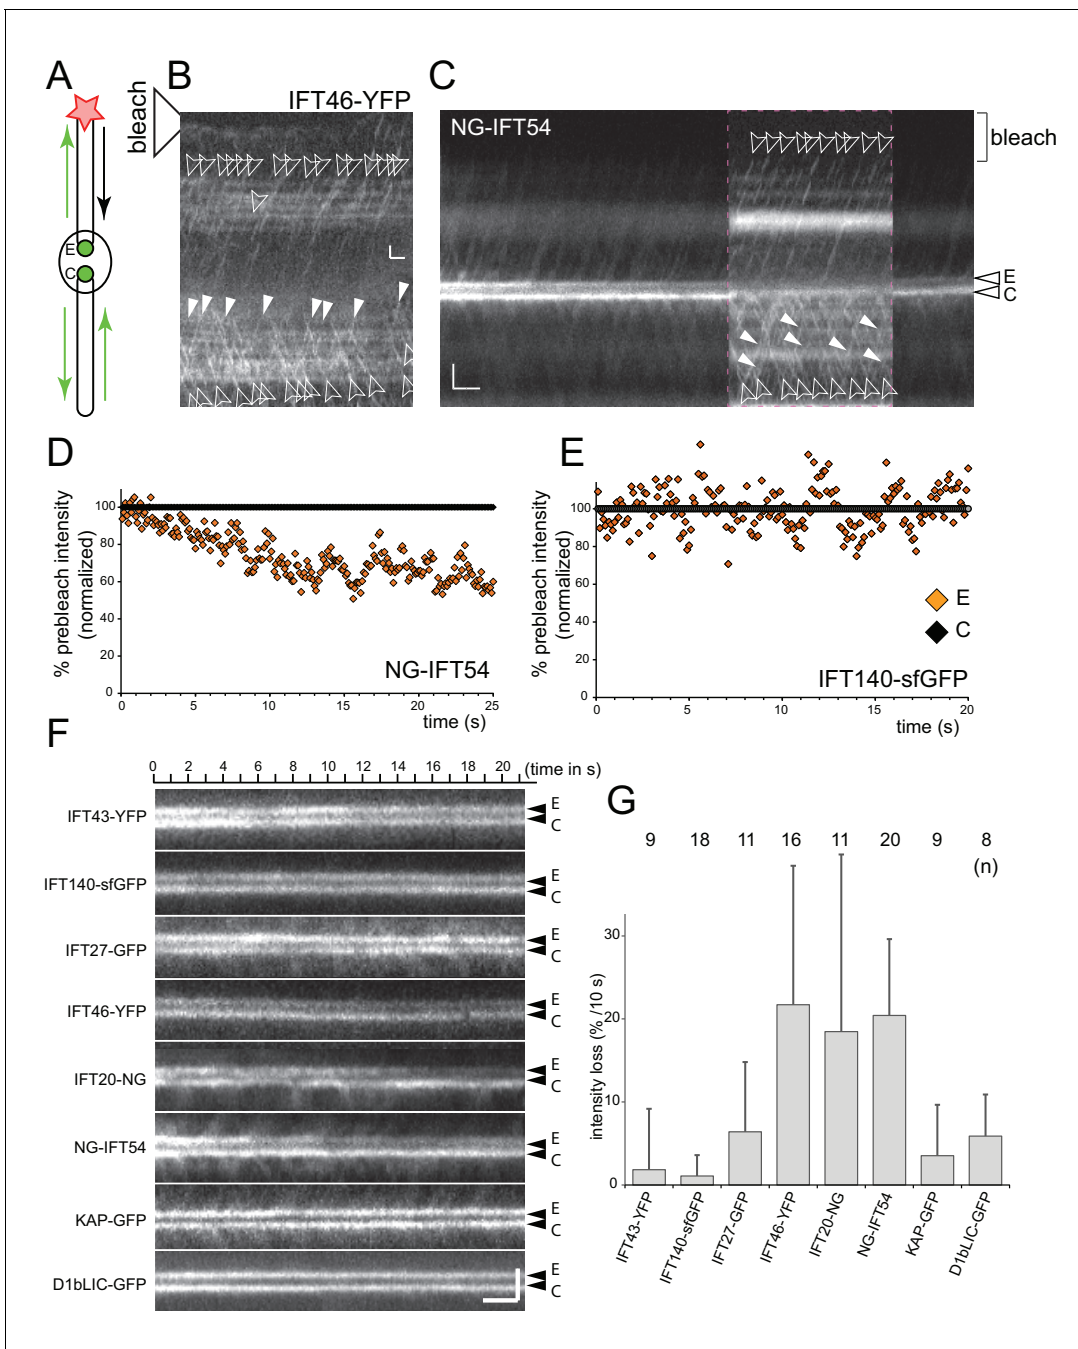 A
B
C
bleach
IFT46-YFP
NG-IFT54
bleach
E
C
E
C
D
E
% prebleach intensity
(normalized)
100
80
60
40
20
0
0 5 10 15 20 25
time (s)
NG-IFT54
% prebleach intensity
(normalized)
100
80
60
40
20
0
0 5 10 15 20
time (s)
IFT140-sfGFP
E
C
F
0 2 4 6 8 10 12 14 16 18 20 (time in s)
IFT43-YFP E C
IFT140-sfGFP E C
IFT27-GFP E C
IFT46-YFP E C
IFT20-NG E C
NG-IFT54 E C
KAP-GFP E C
D1bLIC-GFP E C
G
9 18 11 16 11 20 9 8
(n)
intensity loss (% /10 s)
30
20
10
0
IFT43-YFP
IFT140-sfGFP
IFT27-GFP
IFT46-YFP
IFT20-NG
NG-IFT54
KAP-GFP
D1bLIC-GFP